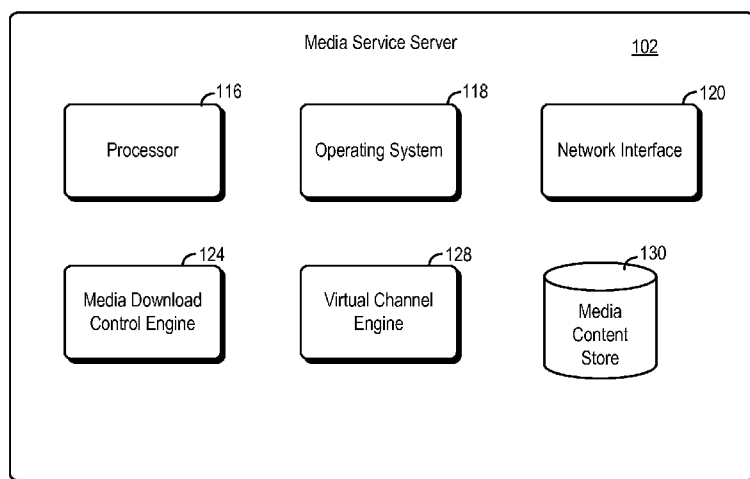 Media Service Server
102
116
Processor
118
Operating System
120
Network Interface
124
Media Download
Control Engine
128
Virtual Channel
Engine
130
Media
Content
Store